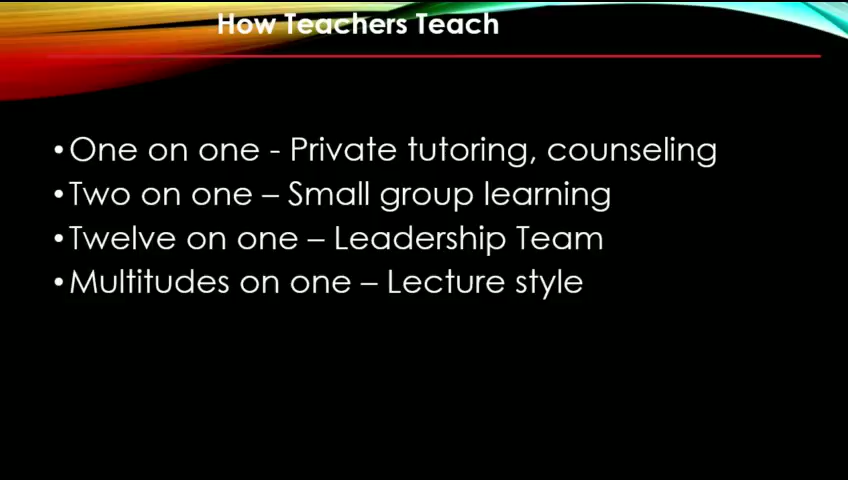 How Teachers Teach
•One on one - Private tutoring, counseling
•Two on one – Small group learning
•Twelve on one – Leadership Team
•Multitudes on one – Lecture style